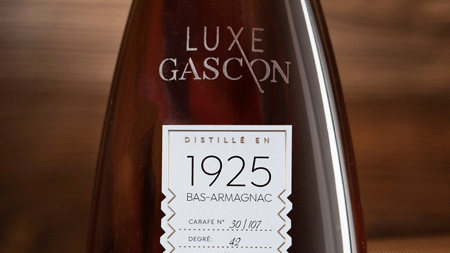 LUXE
GASCON
DISTILLÉ EN
1925
BAS-ARMAGNAC
CARAFE N° 30/107
DEGRÉ: 42